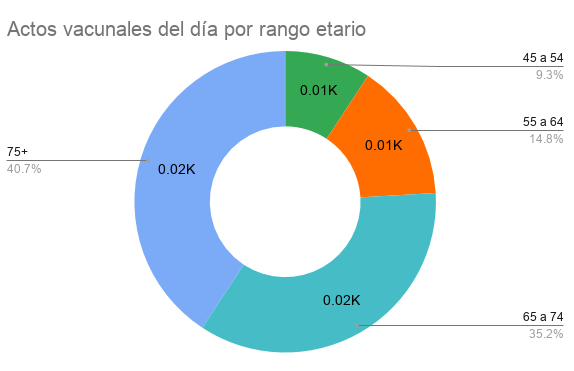 Actos vacunales del día por rango etario
45 a 54
9.3%
0.01K
55 a 64
14.8%
0.01K
75+
40.7%
0.02K
0.02K
65 a 74
35.2%